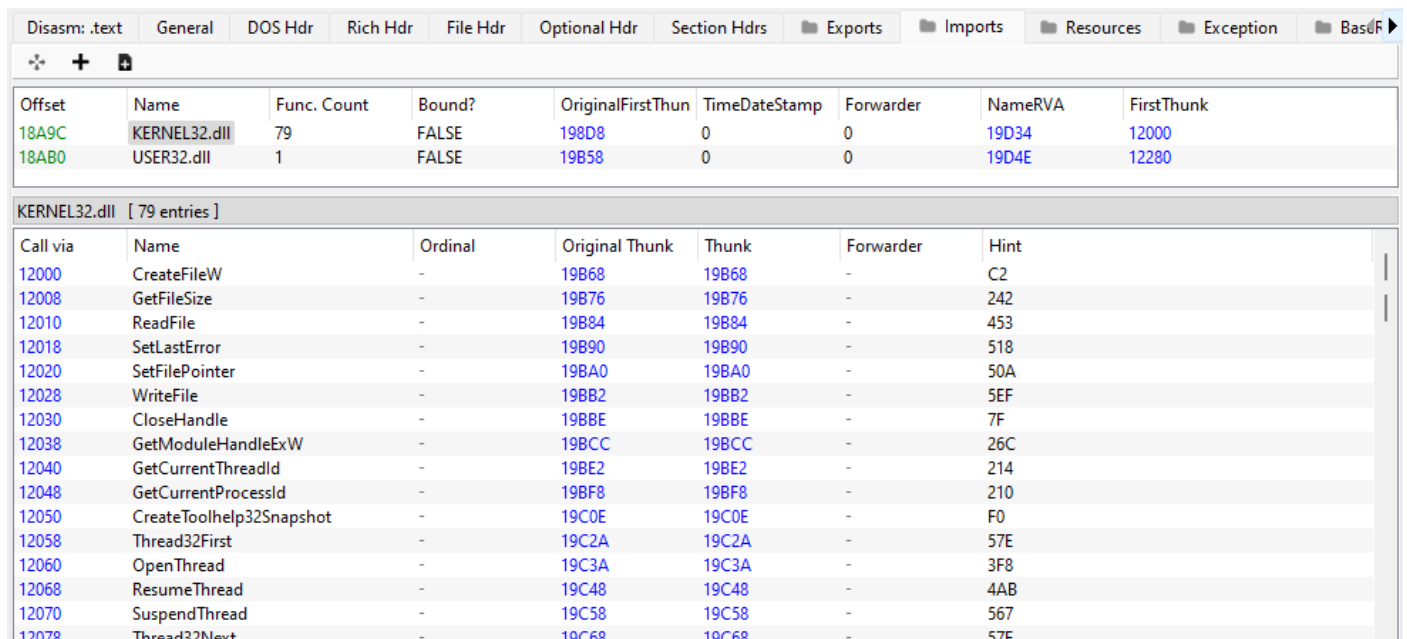 Disasm: .text General DOS Hdr Rich Hdr File Hdr Optional Hdr Section Hdrs Exports Imports Resources Exception
Offset Name Func. Count Bound? OriginalFirstThun TimeDateStamp Forwarder NameRVA FirstThunk
18A9C KERNEL32.dll 79 FALSE 198D8 0 0 19D34 12000
18AB0 USER32.dll 1 FALSE 19B58 0 0 19D4E 12280
KERNEL32.dll [ 79 entries ]
Call via Name Ordinal Original Thunk Thunk Forwarder Hint
12000 CreateFileW - 19B68 19B68 - C2
12008 GetFileSize - 19B76 19B76 - 242
12010 ReadFile - 19B84 19B84 - 453
12018 SetLastError - 19B90 19B90 - 518
12020 SetFilePointer - 19BA0 19BA0 - 50A
12028 WriteFile - 19BB2 19BB2 - 5EF
12030 CloseHandle - 19BBE 19BBE - 7F
12038 GetModuleHandleExW - 19BCC 19BCC - 26C
12040 GetCurrentThreadId - 19BE2 19BE2 - 214
12048 GetCurrentProcessId - 19BF8 19BF8 - 210
12050 CreateToolhelp32Snapshot - 19C0E 19C0E - F0
12058 Thread32First - 19C2A 19C2A - 57E
12060 OpenThread - 19C3A 19C3A - 3F8
12068 ResumeThread - 19C48 19C48 - 4AB
12070 SuspendThread - 19C58 19C58 - 567
12078 Thread32Next - 19C68 19C68 - 57F